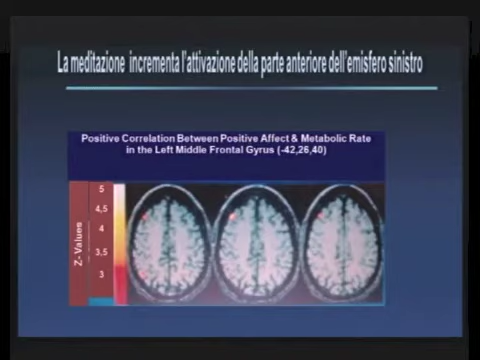 La meditazione incrementa l'attivazione della parte anteriore dell'emisfero sinistro
Positive Correlation Between Positive Affect & Metabolic Rate
in the Left Middle Frontal Gyrus (-42,26,40)
Z- Values
5
4,5
4
3,5
3